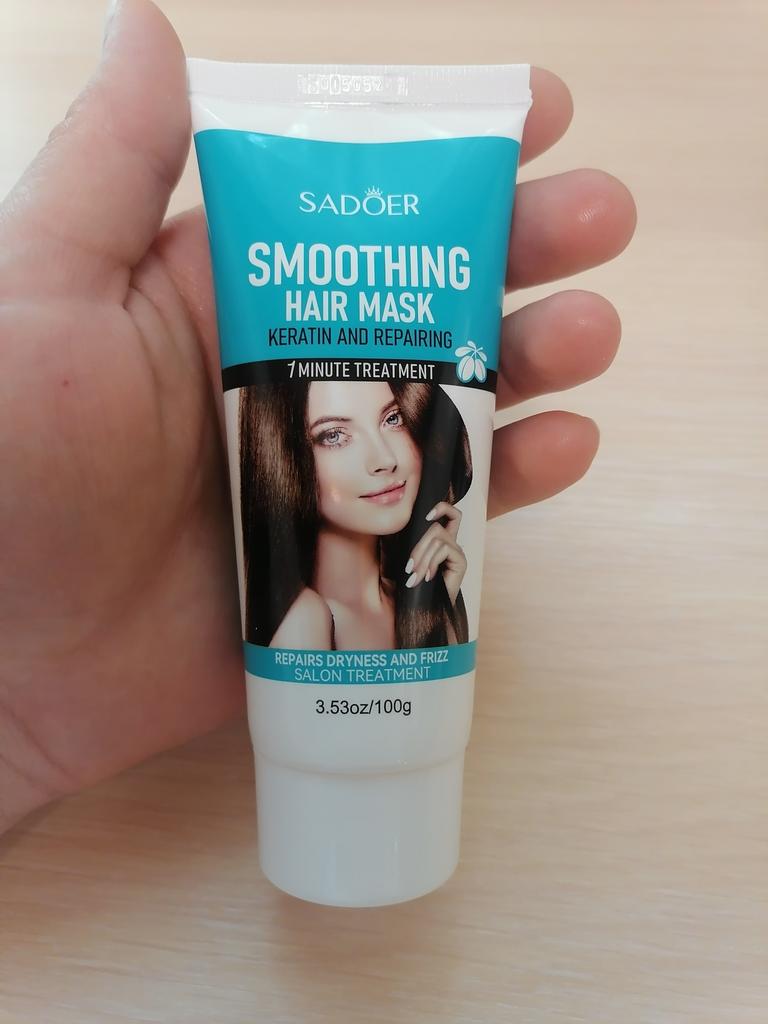 SADOER
SMOOTHING
HAIR MASK
KERATIN AND REPAIRING
1 MINUTE TREATMENT
REPAIRS DRYNESS AND FRIZZ
SALON TREATMENT
3.53oz/100g